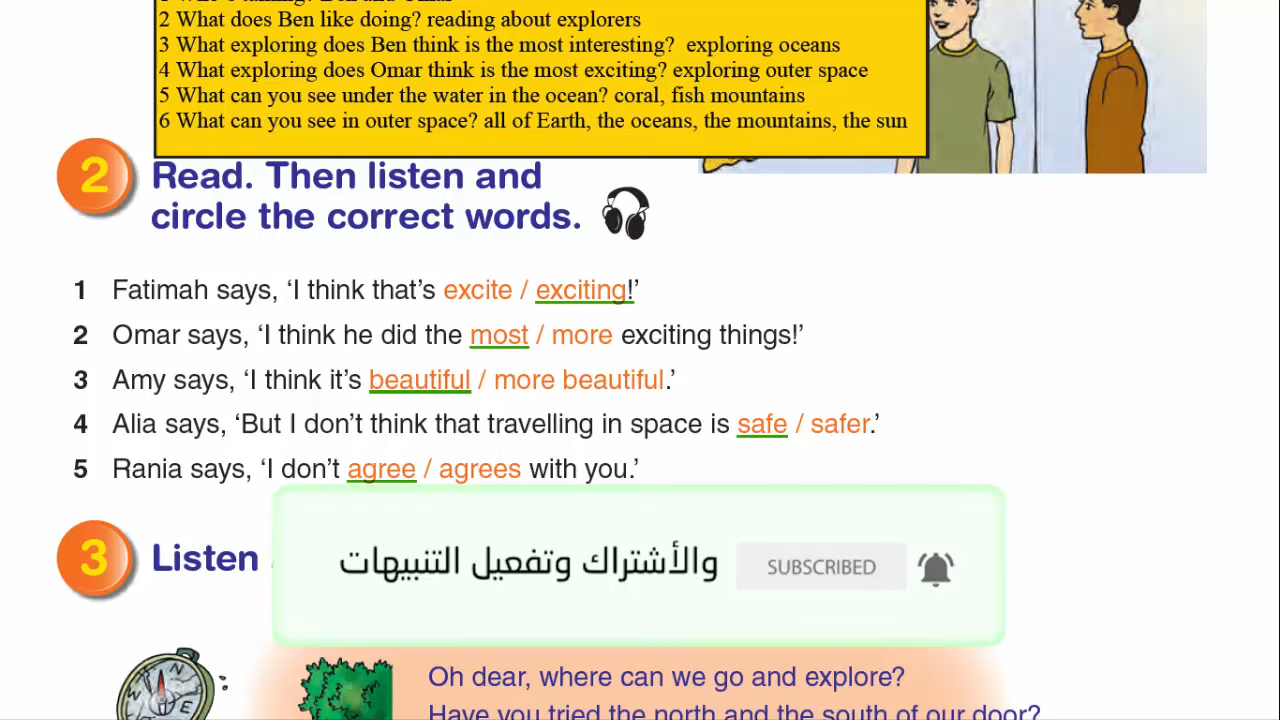 2 What does Ben like doing? reading about explorers
3 What exploring does Ben think is the most interesting? exploring oceans
4 What exploring does Omar think is the most exciting? exploring outer space
5 What can you see under the water in the ocean? coral, fish mountains
6 What can you see in outer space? all of Earth, the oceans, the mountains, the sun
2
Read. Then listen and
circle the correct words.
1 Fatimah says, ‘I think that’s excite / exciting!’
2 Omar says, ‘I think he did the most / more exciting things!’
3 Amy says, ‘I think it’s beautiful / more beautiful.’
4 Alia says, ‘But I don’t think that travelling in space is safe / safer.’
5 Rania says, ‘I don’t agree / agrees with you.’
3
Listen
والأشتراك وتفعيل التنبيهات
SUBSCRIBED
N
E
Oh dear, where can we go and explore?
Have you tried the north and the south of our door?